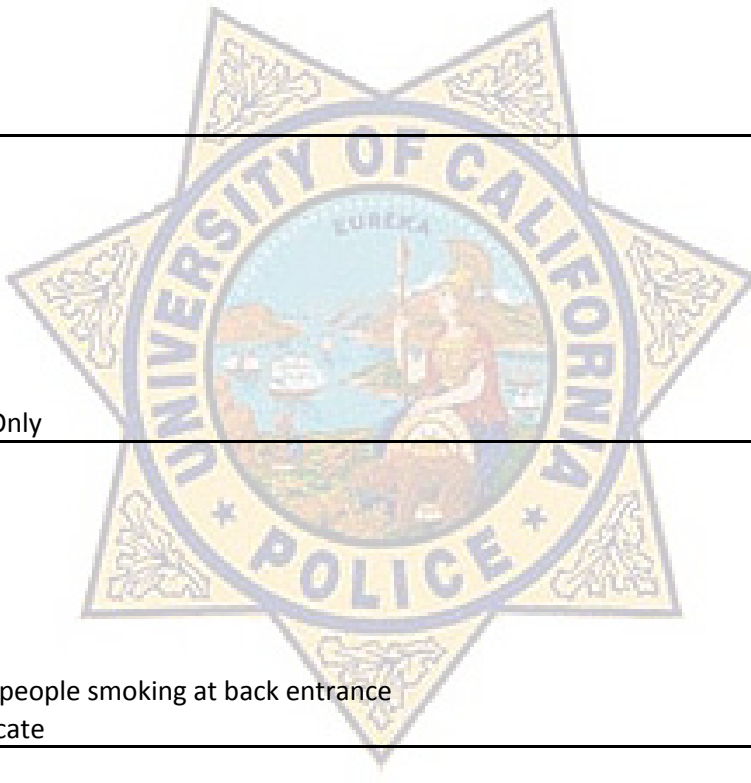 UNIVERSITY OF CALIFORNIA
EUREKA
Only
POLICE
people smoking at back entrance
cate